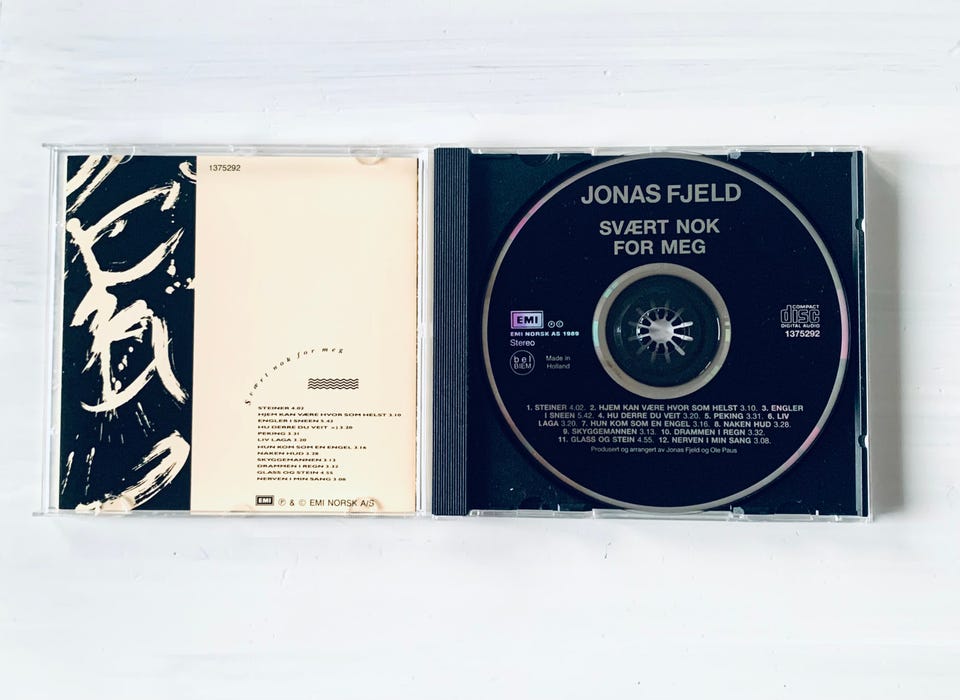 1375292
Svært nok for meg
STEINER 4.02
HJEM KAN VÆRE HVOR SOM HELST 3.10
ENGLER I SNEEN 5.42
HU DERRE DU VEIT 3.20
PEKING 3.31
LIV LAGA 3.20
HUN KOM SOM EN ENGEL 3.16
NAKEN HUD 3.28
SKYGGEMANNEN 3.13
DRAMMEN I REGN 3.32
GLASS OG STEIN 4.55
NERVEN I MIN SANG 3.08
EMI Ⓟ & © EMI NORSK A/S
JONAS FJELD
SVÆRT NOK
FOR MEG
EMI Ⓟ©
EMI NORSK AS 1989
Stereo
bel
BIEM
Made in
Holland
COMPACT
disc
DIGITAL AUDIO
1375292
1. STEINER 4.02. 2. HJEM KAN VÆRE HVOR SOM HELST 3.10. 3. ENGLER
I SNEEN 5.42. 4. HU DERRE DU VEIT 3.20. 5. PEKING 3.31. 6. LIV
LAGA 3.20. 7. HUN KOM SOM EN ENGEL 3.16. 8. NAKEN HUD 3.28.
9. SKYGGEMANNEN 3.13. 10. DRAMMEN I REGN 3.32.
11. GLASS OG STEIN 4.55. 12. NERVEN I MIN SANG 3.08.
Produsert og arrangert av Jonas Fjeld og Ole Paus